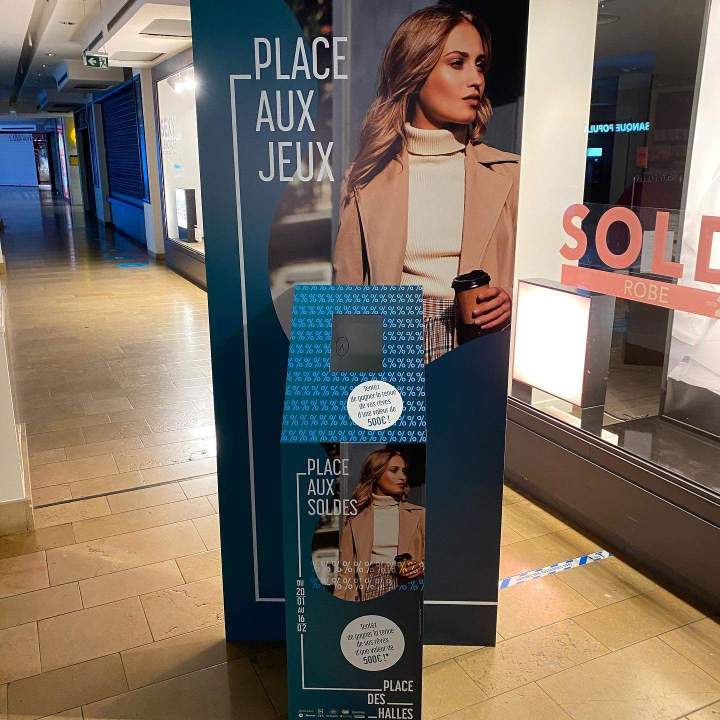 PLACE
AUX
JEUX
BANQUE POPULA
SOLD
ROBE
Tentez
de gagner la tenue
de vos rêves
d'une valeur de
500€ !
PLACE
AUX
SOLDES
DU
20
01
AU
16
02
Tentez
de gagner la tenue
de vos rêves
d'une valeur de
500€ !*
PLACE
DES
HALLES